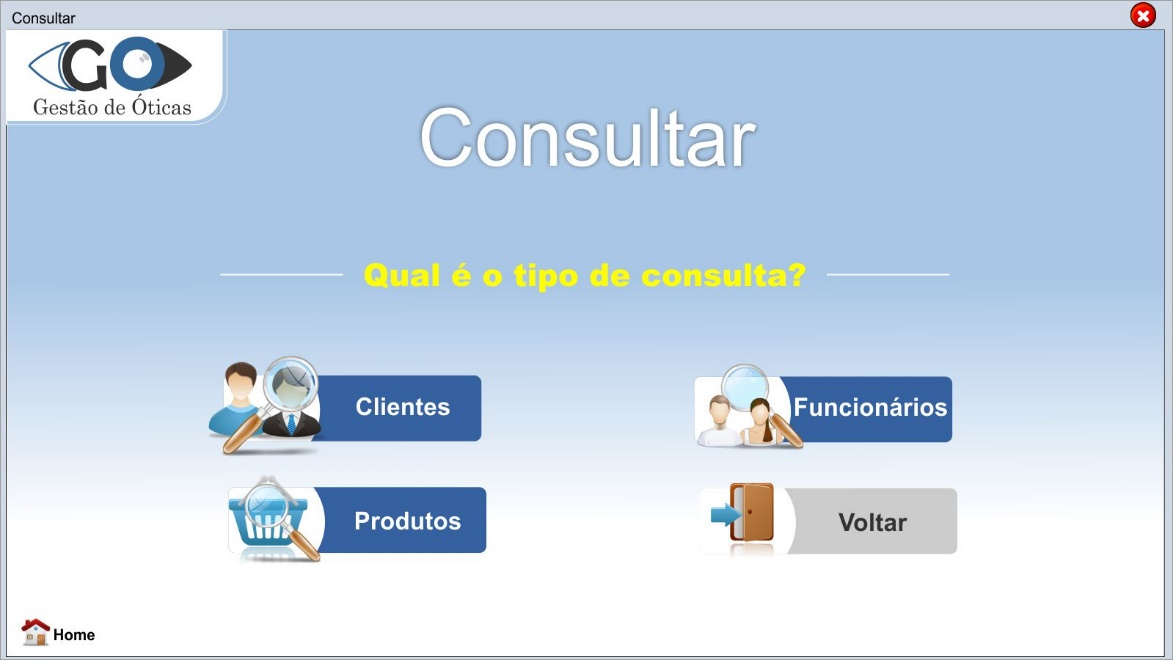 Consultar
GO
Gestão de Óticas
Consultar
Qual é o tipo de consulta?
Clientes
Funcionários
Produtos
Voltar
Home